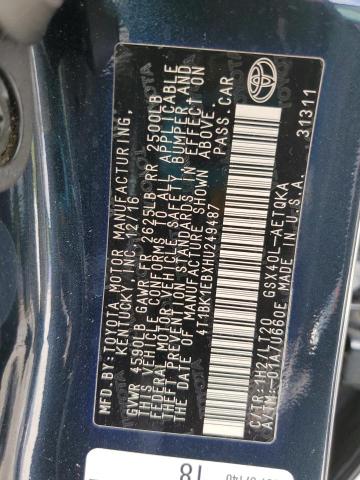 MFD.BY: TOYOTA MOTOR MANUFACTURING,
KENTUCKY, INC. 12/16
GVWR 4590LB GAWR FR 2625LB RR 2500LB
THIS VEHICLE CONFORMS TO ALL APPLICABLE
FEDERAL MOTOR VEHICLE SAFETY, BUMPER, AND
THEFT PREVENTION STANDARDS IN EFFECT ON
THE DATE OF MANUFACTURE SHOWN ABOVE.
4T4BK1EBXHU249687 PASS.CAR
C/TR:1H2/LT20 GSX40L-AETQKA
A/TM:-01A/U660E MADE IN U.S.A.
31311
TOYOTA
18